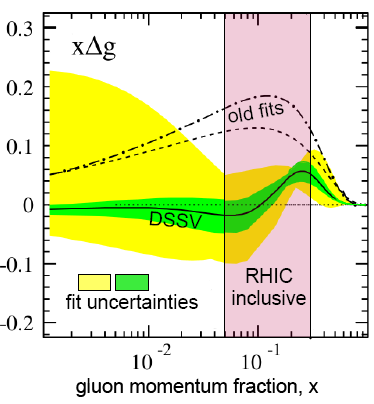 0.3
x∆g
0.2
old fits
0.1
DSSV
0
-0.1
RHIC
inclusive
fit uncertainties
-0.2
10-2
10-1
gluon momentum fraction, x